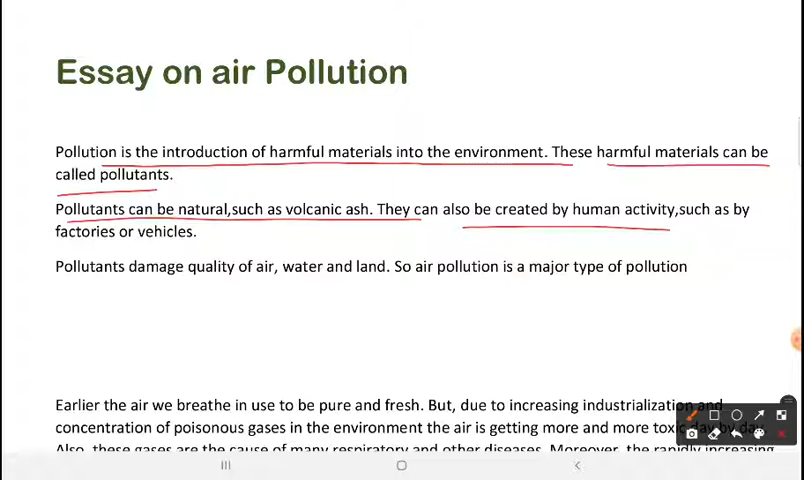 Essay on air Pollution
Pollution is the introduction of harmful materials into the environment. These harmful materials can be
called pollutants.
Pollutants can be natural,such as volcanic ash. They can also be created by human activity,such as by
factories or vehicles.
Pollutants damage quality of air, water and land. So air pollution is a major type of pollution
Earlier the air we breathe in use to be pure and fresh. But, due to increasing industrialization and
concentration of poisonous gases in the environment the air is getting more and more toxic day by day.
Also, these gases are the cause of many respiratory and other diseases. Moreover, the rapidly increasing